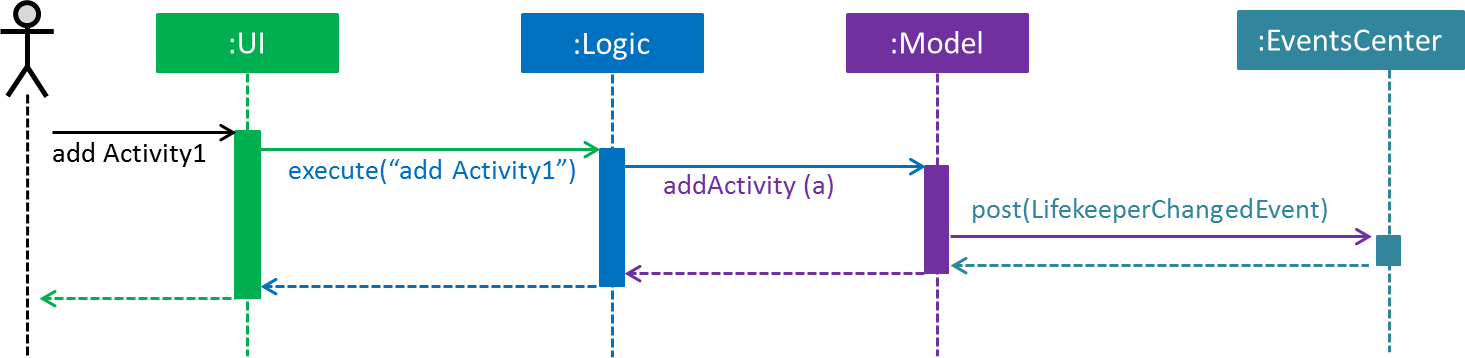 :UI
:Logic
:Model
:EventsCenter
add Activity1
execute(“add Activity1”)
addActivity (a)
post(LifekeeperChangedEvent)